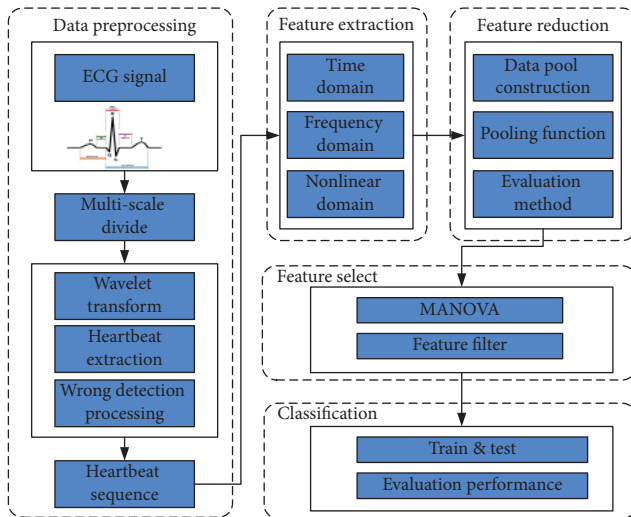 Data preprocessing
ECG signal
Multi-scale
divide
Wavelet
transform
Heartbeat
extraction
Wrong detection
processing
Heartbeat
sequence
Feature extraction
Time
domain
Frequency
domain
Nonlinear
domain
Feature reduction
Data pool
construction
Pooling function
Evaluation
method
Feature select
MANOVA
Feature filter
Classification
Train & test
Evaluation performance